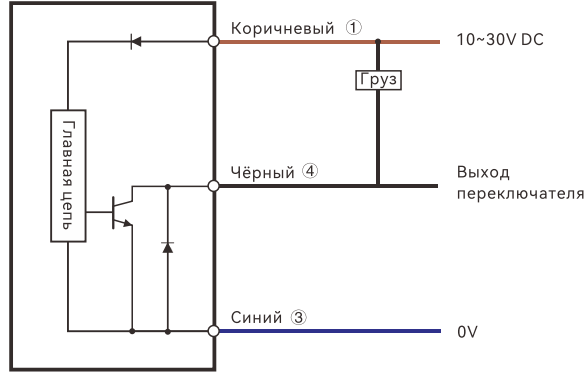 Коричневый ①
10~30V DC
Груз
Главная цепь
Чёрный ④
Выход
переключателя
Синий ③
0V